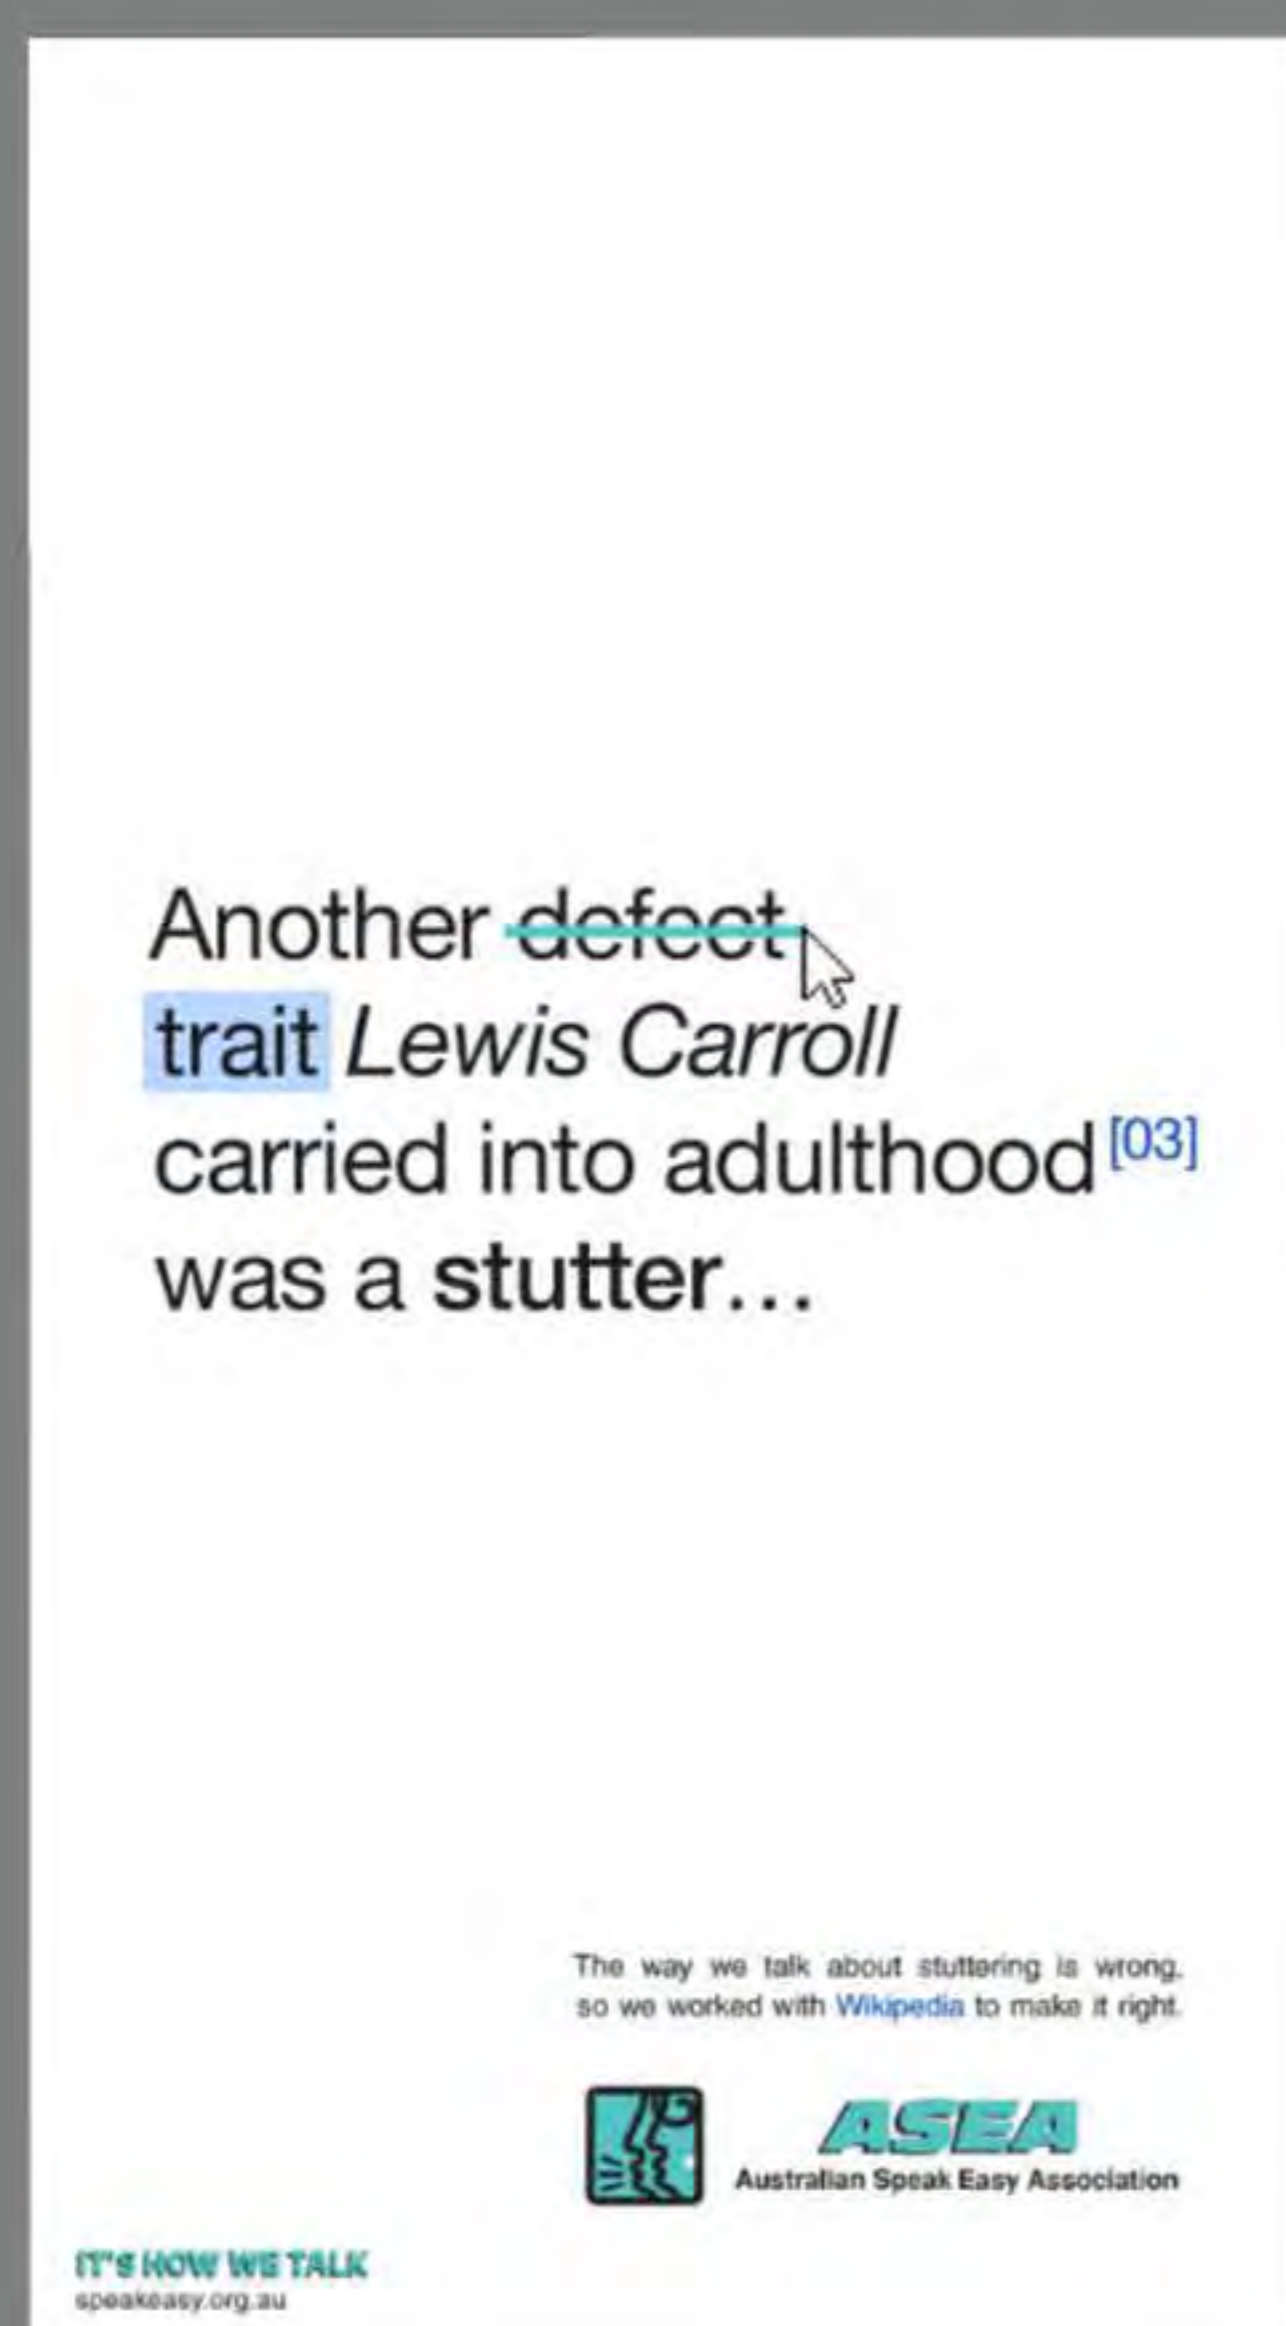 Another defect
trait Lewis Carroll
carried into adulthood [03]
was a stutter...
The way we talk about stuttering is wrong,
so we worked with Wikipedia to make it right.
ASEA
Australian Speak Easy Association
IT'S HOW WE TALK
speakeasy.org.au